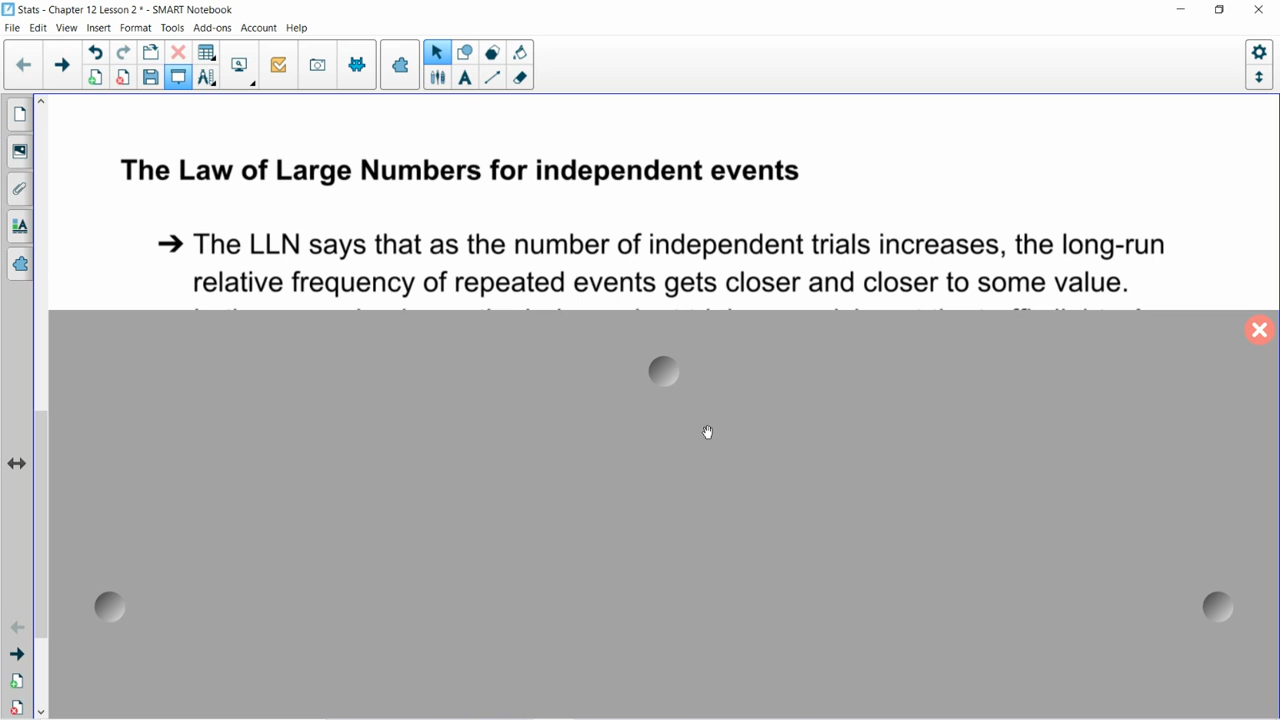 Stats - Chapter 12 Lesson 2 * - SMART Notebook
File Edit View Insert Format Tools Add-ons Account Help
The Law of Large Numbers for independent events
➔ The LLN says that as the number of independent trials increases, the long-run
relative frequency of repeated events gets closer and closer to some value.